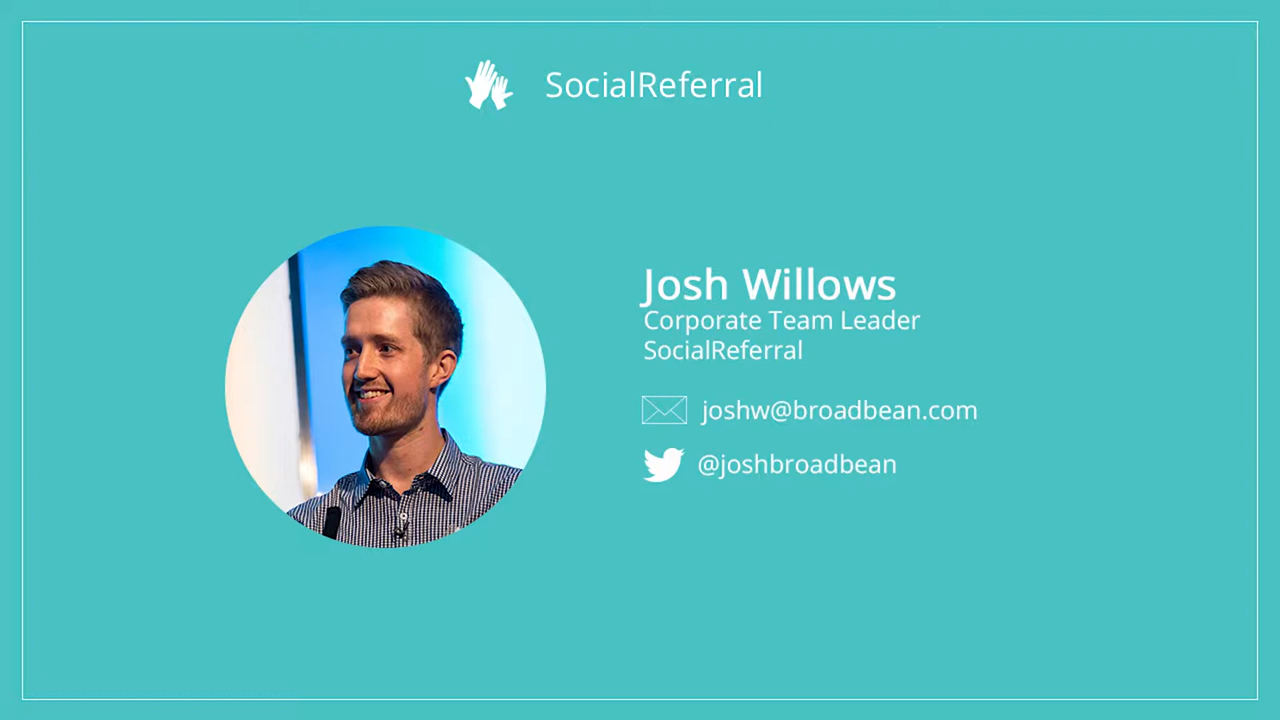 SocialReferral
Josh Willows
Corporate Team Leader
SocialReferral
joshw@broadbean.com
@joshbroadbean